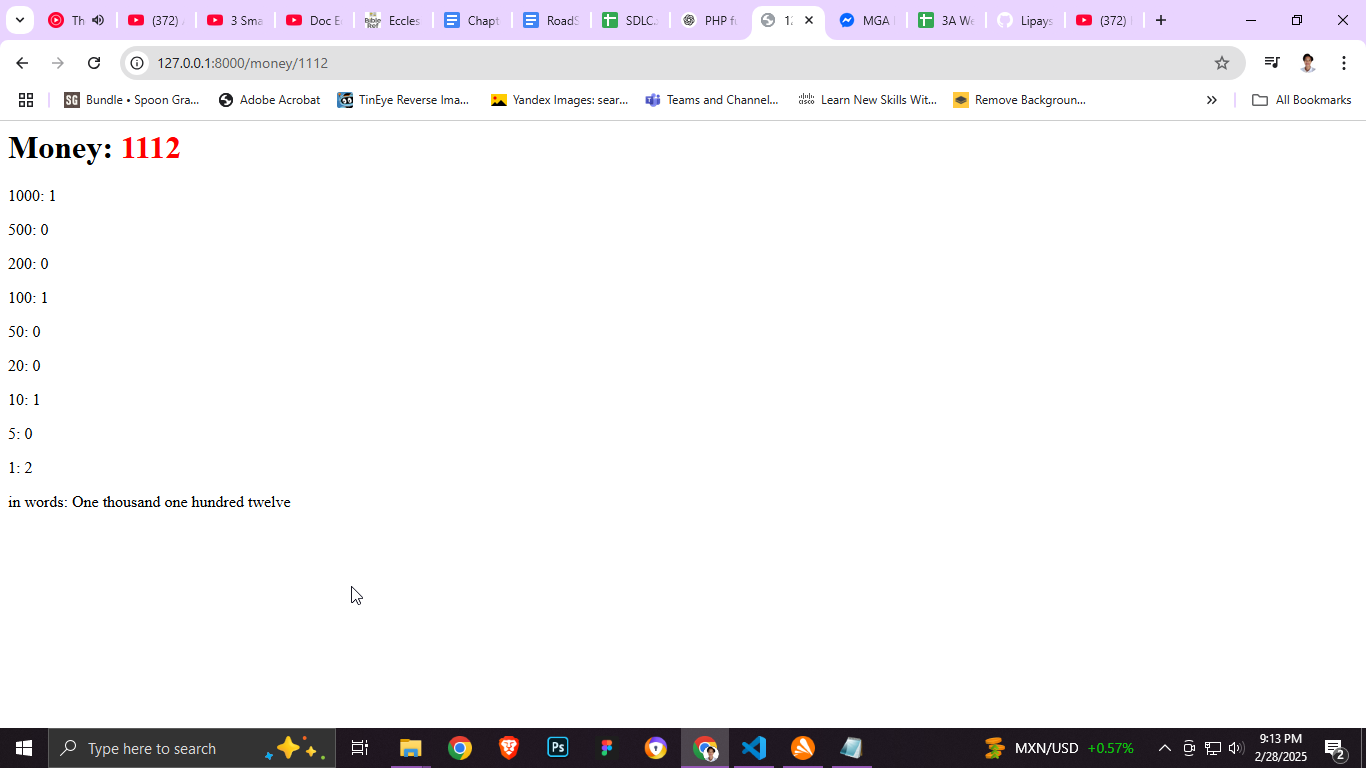 Th
(372)
3 Sma
Doc E
Eccles
Chapt
RoadS
SDLC.
PHP fu
12
MGA
3A We
Lipays
(372)
127.0.0.1:8000/money/1112
Bundle • Spoon Gra...
Adobe Acrobat
TinEye Reverse Ima...
Yandex Images: sear...
Teams and Channel...
Learn New Skills Wit...
Remove Backgroun...
All Bookmarks
Money: 1112
1000: 1
500: 0
200: 0
100: 1
50: 0
20: 0
10: 1
5: 0
1: 2
in words: One thousand one hundred twelve
Type here to search
MXN/USD +0.57%
9:13 PM
2/28/2025
2